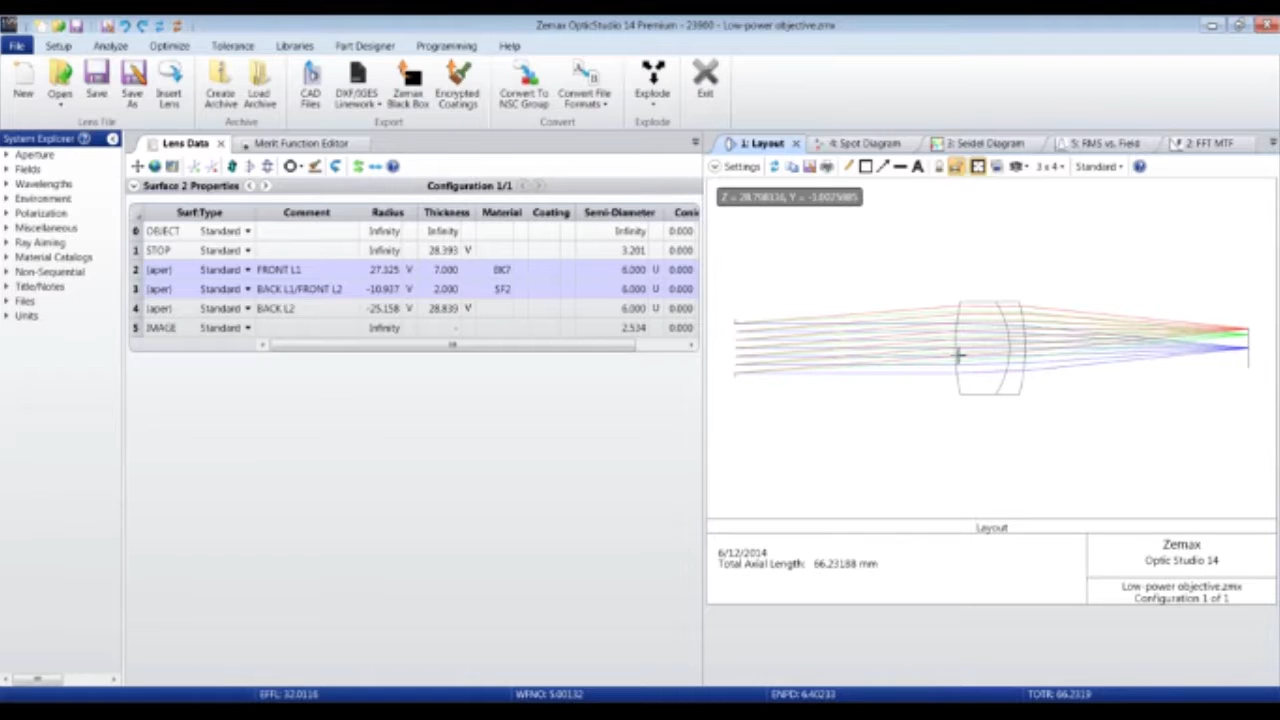 Zemax OpticStudio 14 Premium - 23860 - Low-power objective.zmx
File Setup Analyze Optimize Tolerance Libraries Part Designer Programming Help
New Open Save Save As Insert Lens Create Archive Load Archive CAD Files DXF/IGES Linework Zemax Black Box Encrypted Coatings Convert To NSC Group Convert File Formats Explode Exit
Lens File Archive Export Convert Explode
System Explorer
Aperture
Fields
Wavelengths
Environment
Polarization
Miscellaneous
Ray Aiming
Material Catalogs
Non-Sequential
Title/Notes
Files
Units
Lens Data Merit Function Editor
Surface 2 Properties Configuration 1/1
Surf:Type Comment Radius Thickness Material Coating Semi-Diameter Coni
0 OBJECT Standard Infinity Infinity Infinity 0.000
1 STOP Standard Infinity 28.393 V 3.201 0.000
2 (aper) Standard FRONT L1 27.325 V 7.000 BK7 6.000 U 0.000
3 (aper) Standard BACK L1/FRONT L2 -10.937 V 2.000 SF2 6.000 U 0.000
4 (aper) Standard BACK L2 -25.158 V 28.839 V 6.000 U 0.000
5 IMAGE Standard Infinity - 2.534 0.000
1: Layout 4: Spot Diagram 3: Seidel Diagram 5: RMS vs. Field 2: FFT MTF
Settings 3 x 4 Standard
Layout
6/12/2014
Total Axial Length: 66.23188 mm
Zemax
Optic Studio 14
Low-power objective.zmx
Configuration 1 of 1
EFFL: 32.0116 WFNO: 5.00132 ENPD: 6.40233 TOTR: 66.2319